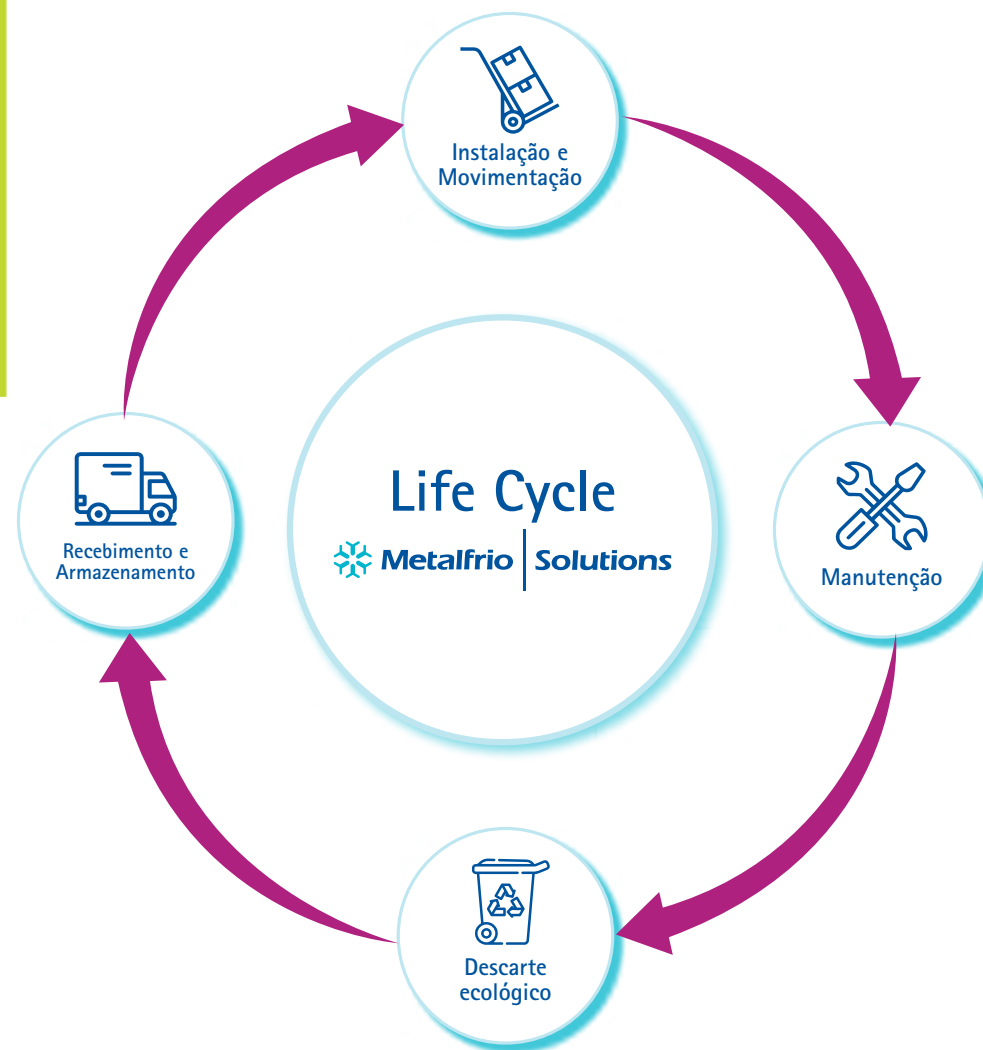 Instalação e
Movimentação
Life Cycle
Metalfrio Solutions
Recebimento e
Armazenamento
Manutenção
Descarte
ecológico